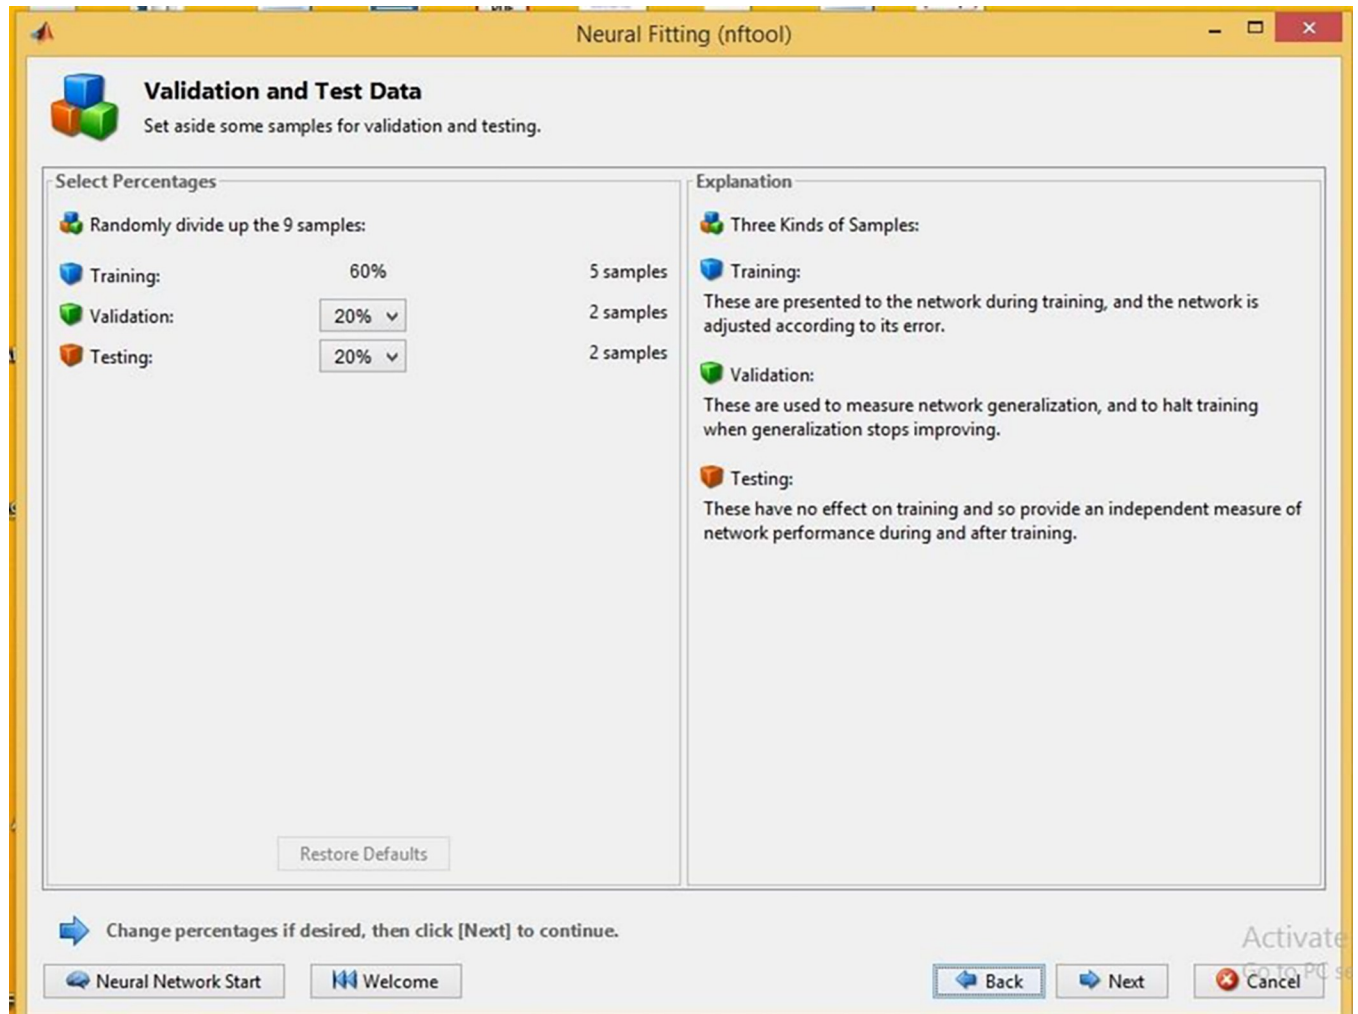 Neural Fitting (nftool)
Validation and Test Data
Set aside some samples for validation and testing.
Select Percentages
Randomly divide up the 9 samples:
Training: 60% 5 samples
Validation: 20% 2 samples
Testing: 20% 2 samples
Restore Defaults
Explanation
Three Kinds of Samples:
Training:
These are presented to the network during training, and the network is
adjusted according to its error.
Validation:
These are used to measure network generalization, and to halt training
when generalization stops improving.
Testing:
These have no effect on training and so provide an independent measure of
network performance during and after training.
Change percentages if desired, then click [Next] to continue.
Neural Network Start Welcome Back Next Cancel
Activate
Go to PC se